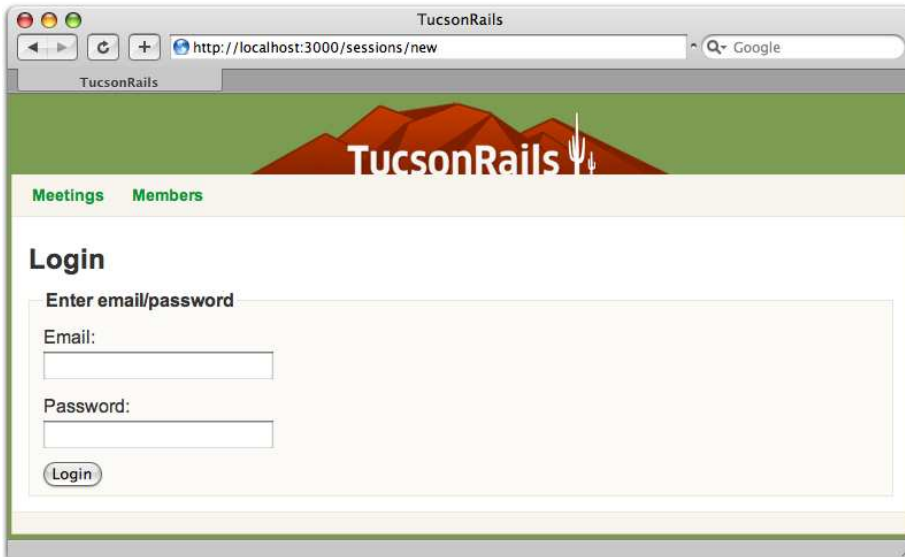 TucsonRails
http://localhost:3000/sessions/new
Google
TucsonRails
TucsonRails
Meetings Members
Login
Enter email/password
Email:
Password:
Login